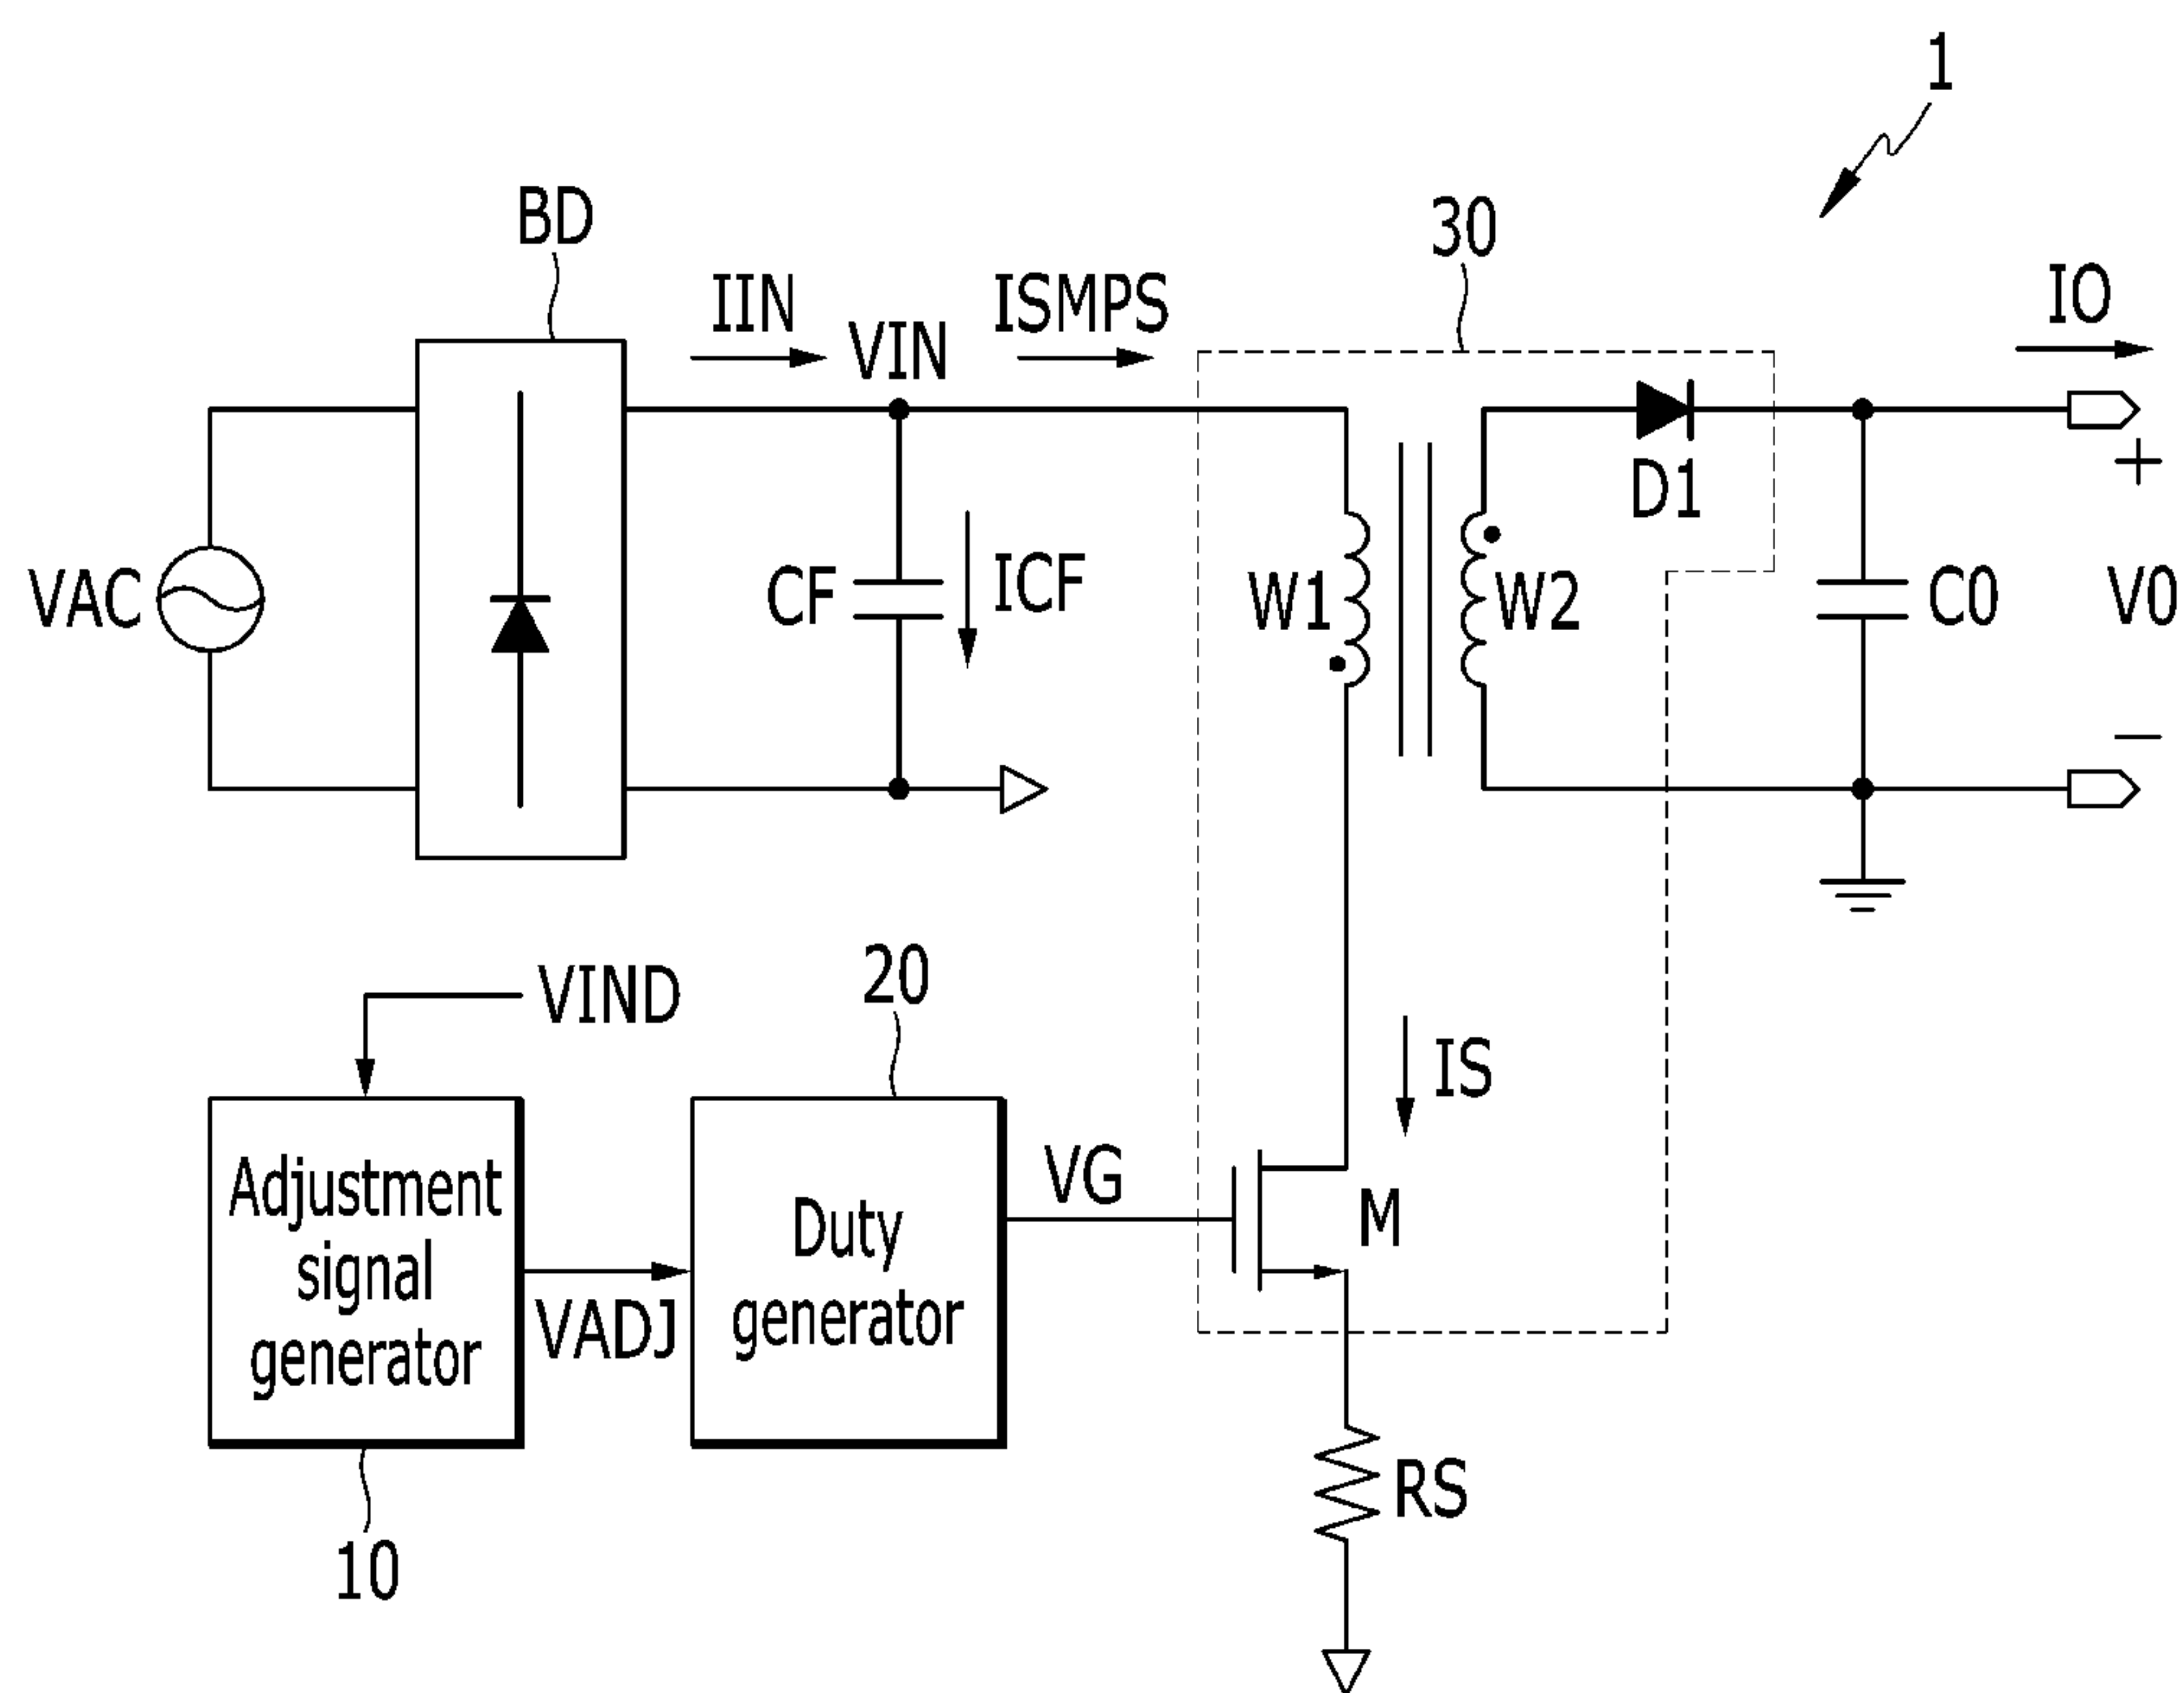 1
BD
30
IIN
VIN
ISMPS
IO
+
D1
VAC
CF
ICF
W1
W2
C0
V0
−
VIND
20
IS
Adjustment
signal
generator
VADJ
Duty
generator
VG
M
RS
10